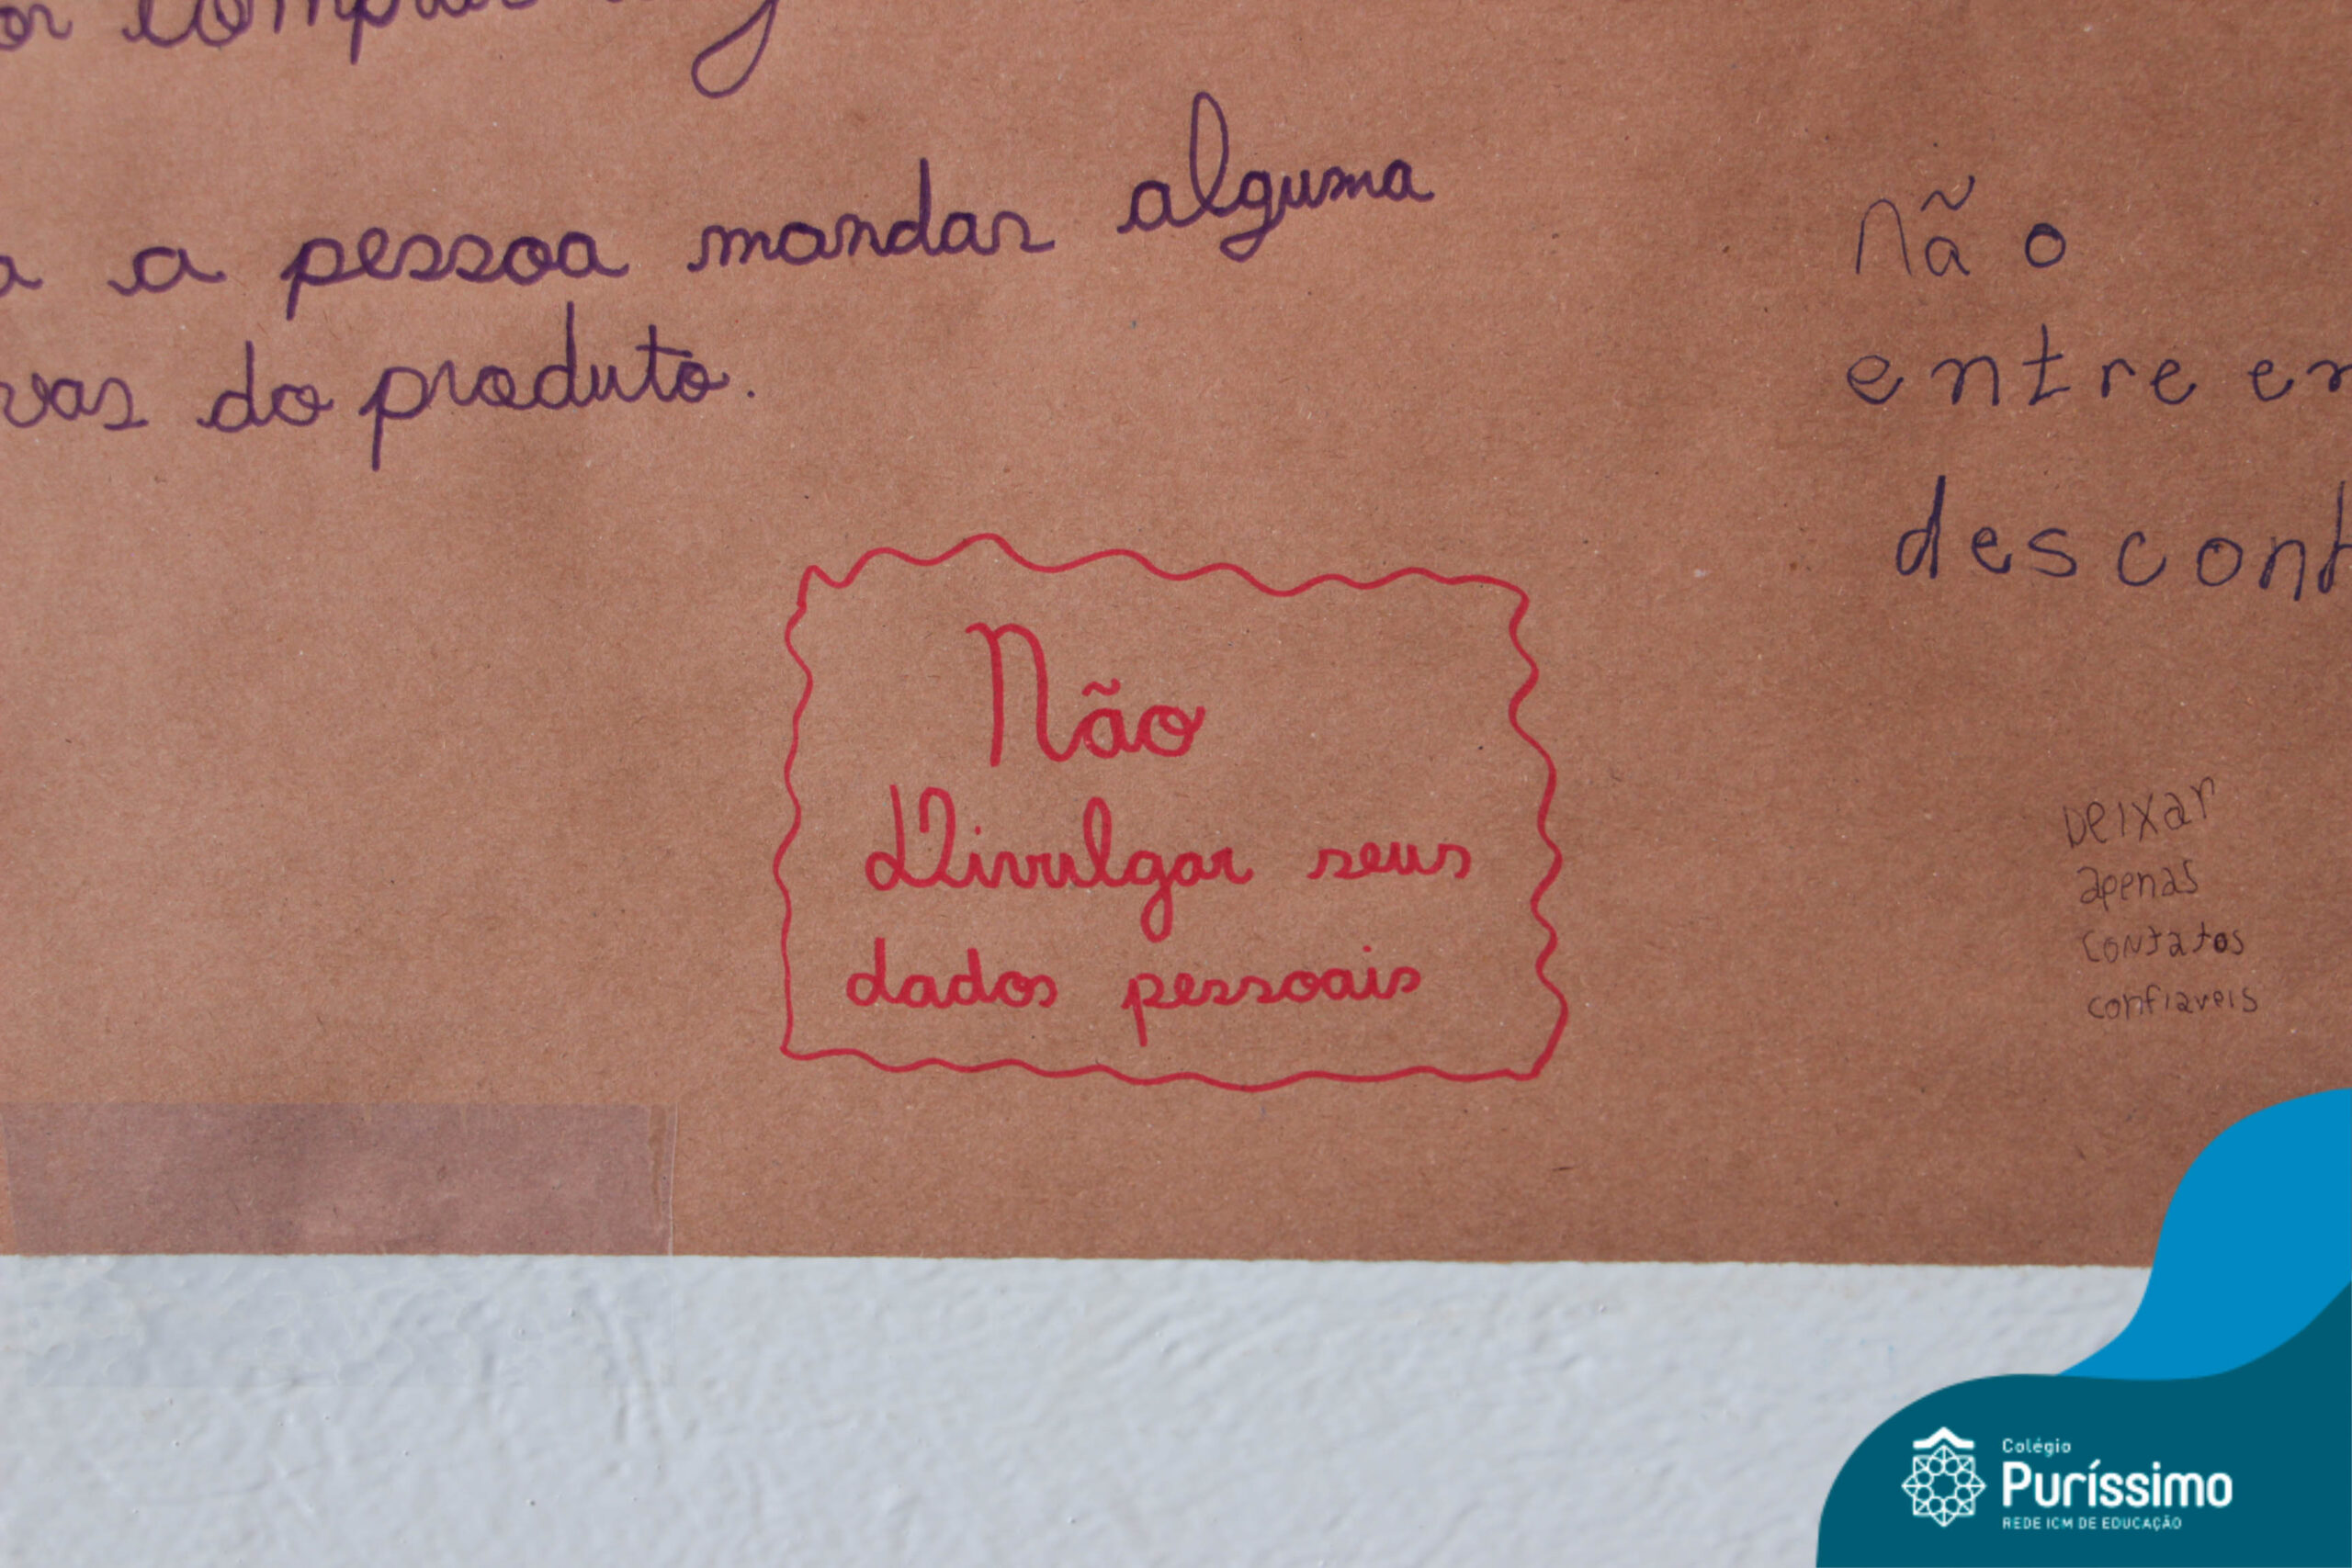 a pessoa mandar alguma
do produto.
Não
entre
Não
Divulgar seus
dados pessoais
Deixar
apenas
contatos
confiaveis
Colégio
Puríssimo
REDE ICM DE EDUCAÇÃO